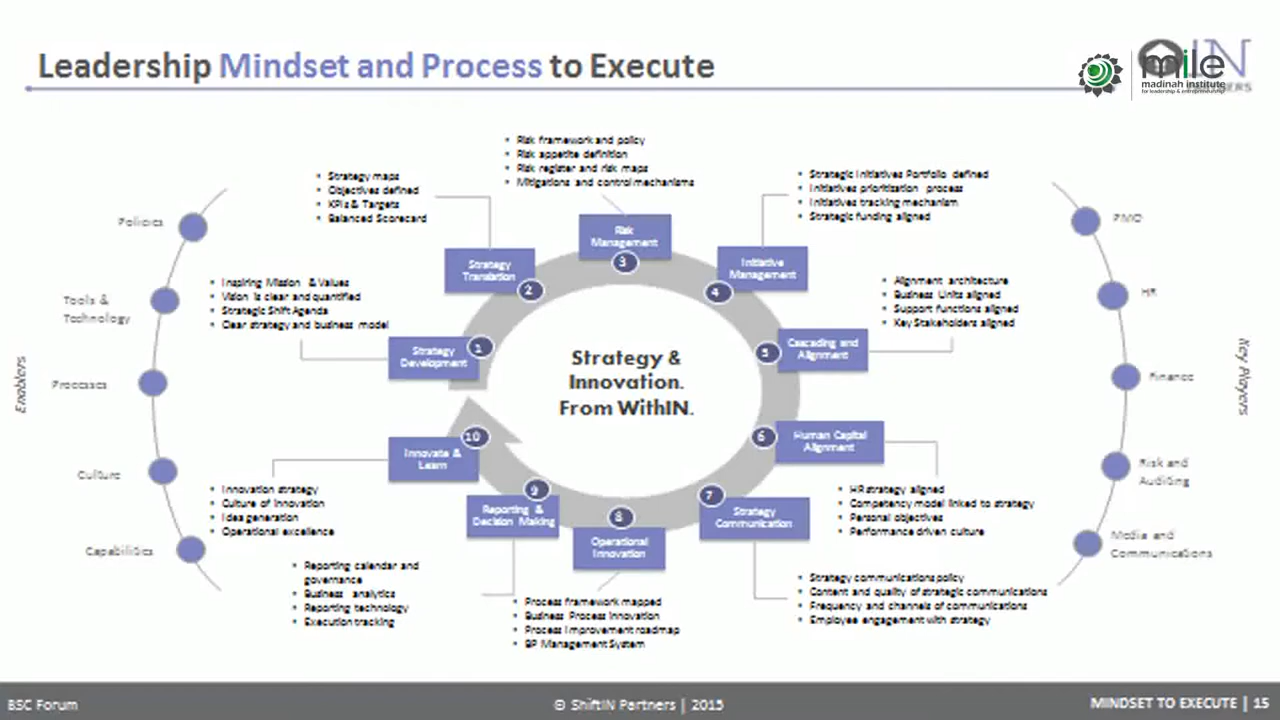 Leadership Mindset and Process to Execute
mile
madinah institute
for leadership & entrepreneurship
IN
Risk framework and policy
Risk appetite definition
Risk register and risk maps
Mitigations and control mechanisms
Strategy maps
Objectives defined
KPIs & Targets
Balanced Scorecard
Strategic Initiatives Portfolio defined
Initiatives prioritization process
Initiatives tracking mechanism
Strategic funding aligned
Inspiring Mission & Values
Vision is clear and quantified
Strategic Shift Agenda
Clear strategy and business model
Alignment architecture
Business Units aligned
Support functions aligned
Key Stakeholders aligned
Enablers
Policies
Tools &
Technology
Processes
Culture
Capabilities
Strategy
Development
1
Strategy
Translation
2
Risk
Management
3
Initiative
Management
4
Cascading and
Alignment
5
Human Capital
Alignment
6
Strategy
Communication
7
Operational
Innovation
8
Reporting &
Decision Making
9
Innovate &
Learn
10
Strategy &
Innovation.
From WithIN.
Key Players
PMO
HR
Finance
Risk and
Auditing
Media and
Communications
Innovation strategy
Culture of Innovation
Idea generation
Operational excellence
HR strategy aligned
Competency model linked to strategy
Personal objectives
Performance driven culture
Reporting calendar and
governance
Business analytics
Reporting technology
Execution tracking
Process framework mapped
Business Process Innovation
Process Improvement roadmap
BP Management System
Strategy communications policy
Content and quality of strategic communications
Frequency and channels of communications
Employee engagement with strategy
BSC Forum
© ShiftIN Partners | 2015
MINDSET TO EXECUTE | 15